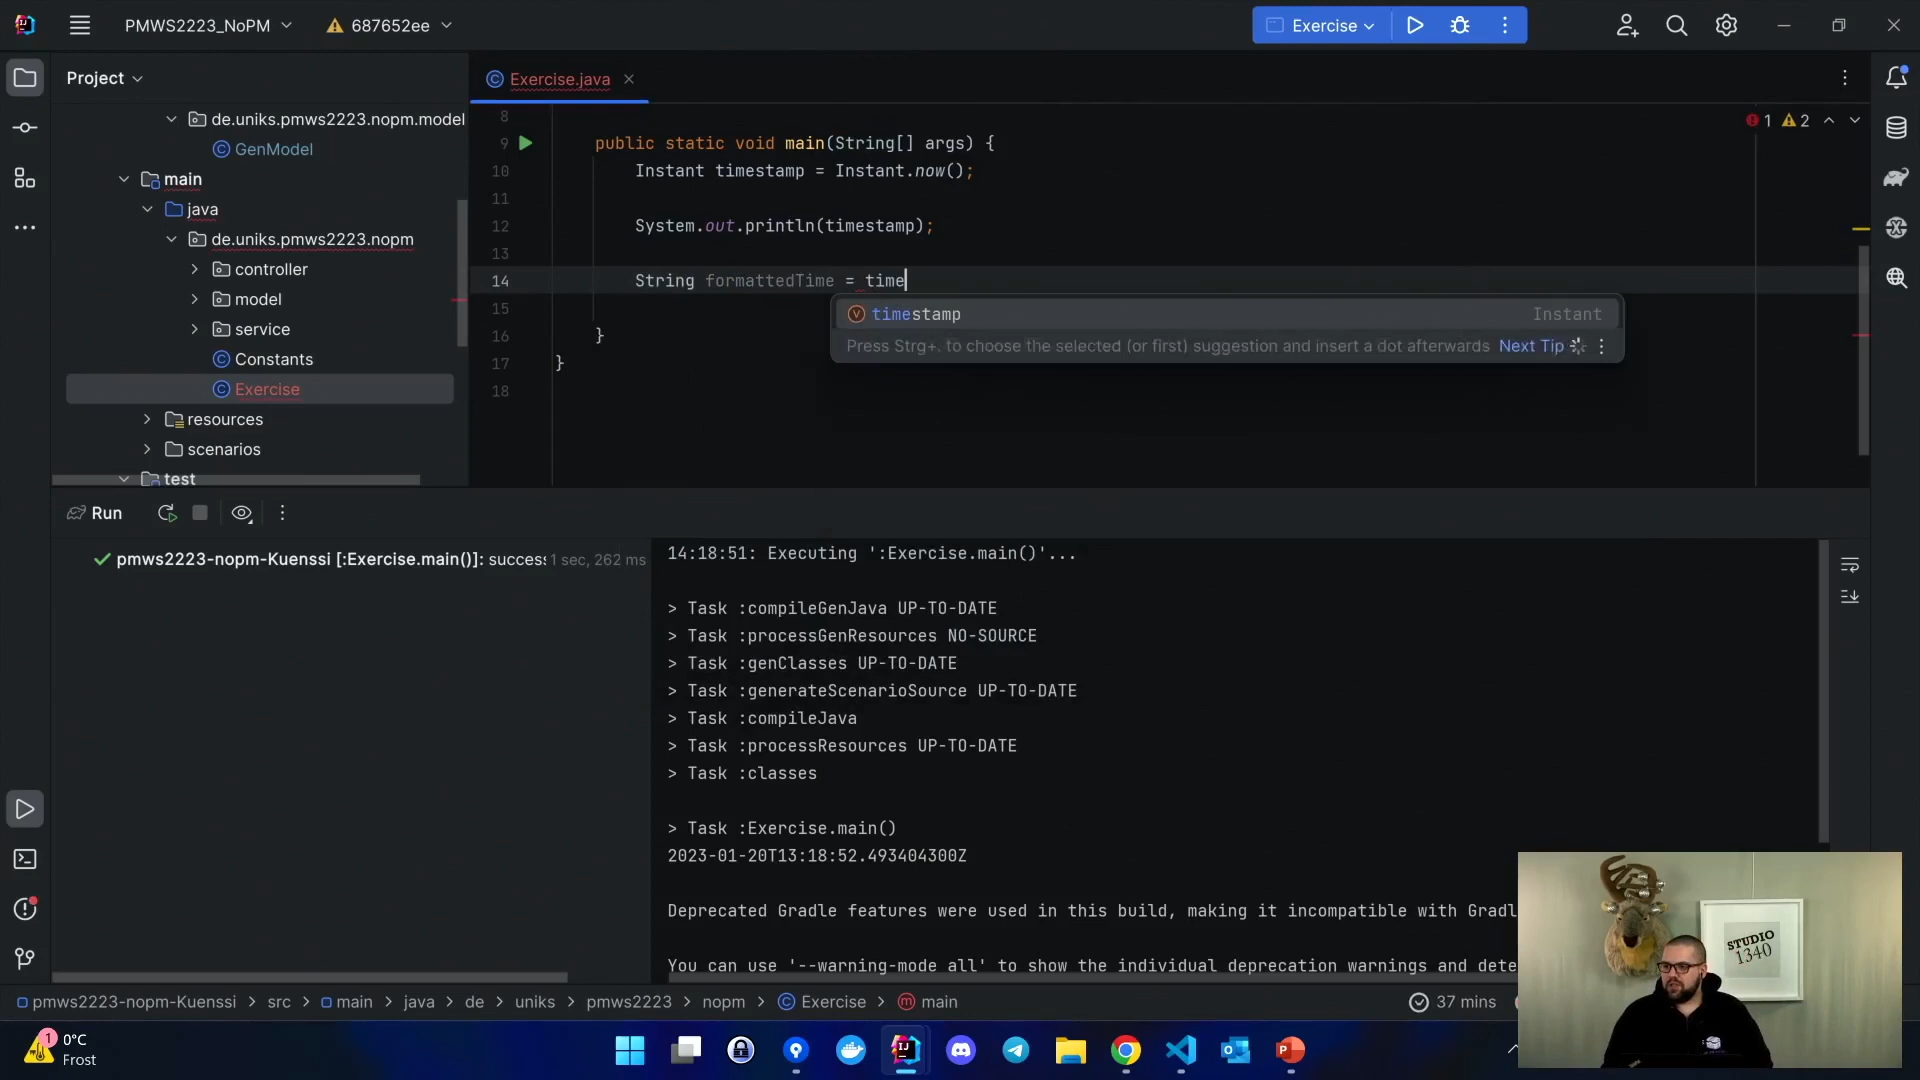 PMWS2223_NoPM
687652ee
Exercise
Project
Exercise.java
de.uniks.pmws2223.nopm.model
GenModel
main
java
de.uniks.pmws2223.nopm
controller
model
service
Constants
Exercise
resources
scenarios
test
1 2
8
9 public static void main(String[] args) {
10 Instant timestamp = Instant.now();
11
12 System.out.println(timestamp);
13
14 String formattedTime = time
15
16 }
17 }
18
timestamp Instant
Press Strg+. to choose the selected (or first) suggestion and insert a dot afterwards Next Tip
Run
pmws2223-nopm-Kuenssi [:Exercise.main()]: success 1 sec, 262 ms
14:18:51: Executing ':Exercise.main()'...
> Task :compileGenJava UP-TO-DATE
> Task :processGenResources NO-SOURCE
> Task :genClasses UP-TO-DATE
> Task :generateScenarioSource UP-TO-DATE
> Task :compileJava
> Task :processResources UP-TO-DATE
> Task :classes
> Task :Exercise.main()
2023-01-20T13:18:52.493404300Z
Deprecated Gradle features were used in this build, making it incompatible with Gradl
You can use '--warning-mode all' to show the individual deprecation warnings and dete
STUDIO
1340
pmws2223-nopm-Kuenssi > src > main > java > de > uniks > pmws2223 > nopm > Exercise > main
37 mins
1
0°C
Frost